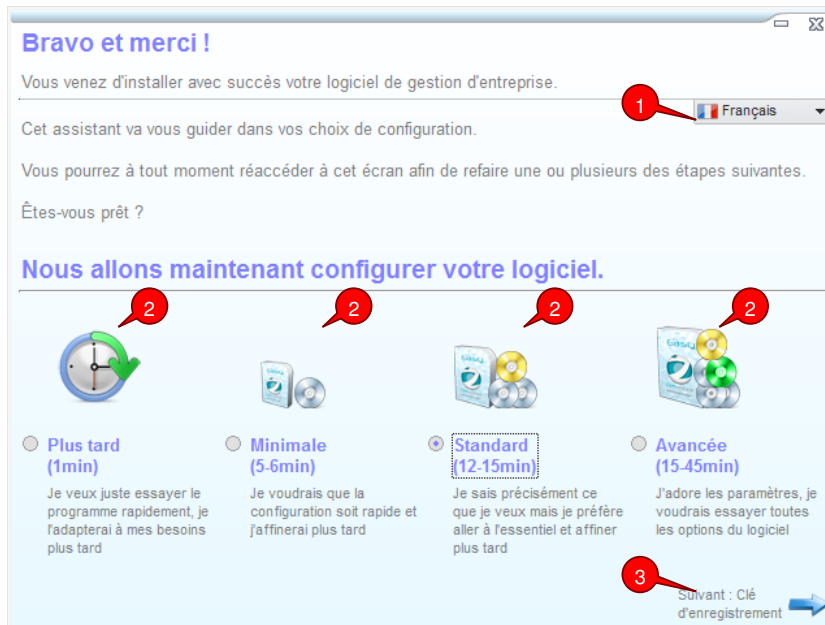 Bravo et merci !
Vous venez d'installer avec succès votre logiciel de gestion d'entreprise.
1
Français
Cet assistant va vous guider dans vos choix de configuration.
Vous pourrez à tout moment réaccéder à cet écran afin de refaire une ou plusieurs des étapes suivantes.
Êtes-vous prêt ?
Nous allons maintenant configurer votre logiciel.
2
2
2
2
Plus tard
(1min)
Je veux juste essayer le
programme rapidement, je
l'adapterai à mes besoins
plus tard
Minimale
(5-6min)
Je voudrais que la
configuration soit rapide et
j'affinerai plus tard
Standard
(12-15min)
Je sais précisément ce
que je veux mais je préfère
aller à l'essentiel et affiner
plus tard
Avancée
(15-45min)
J'adore les paramètres, je
voudrais essayer toutes
les options du logiciel
3
Suivant : Clé
d'enregistrement